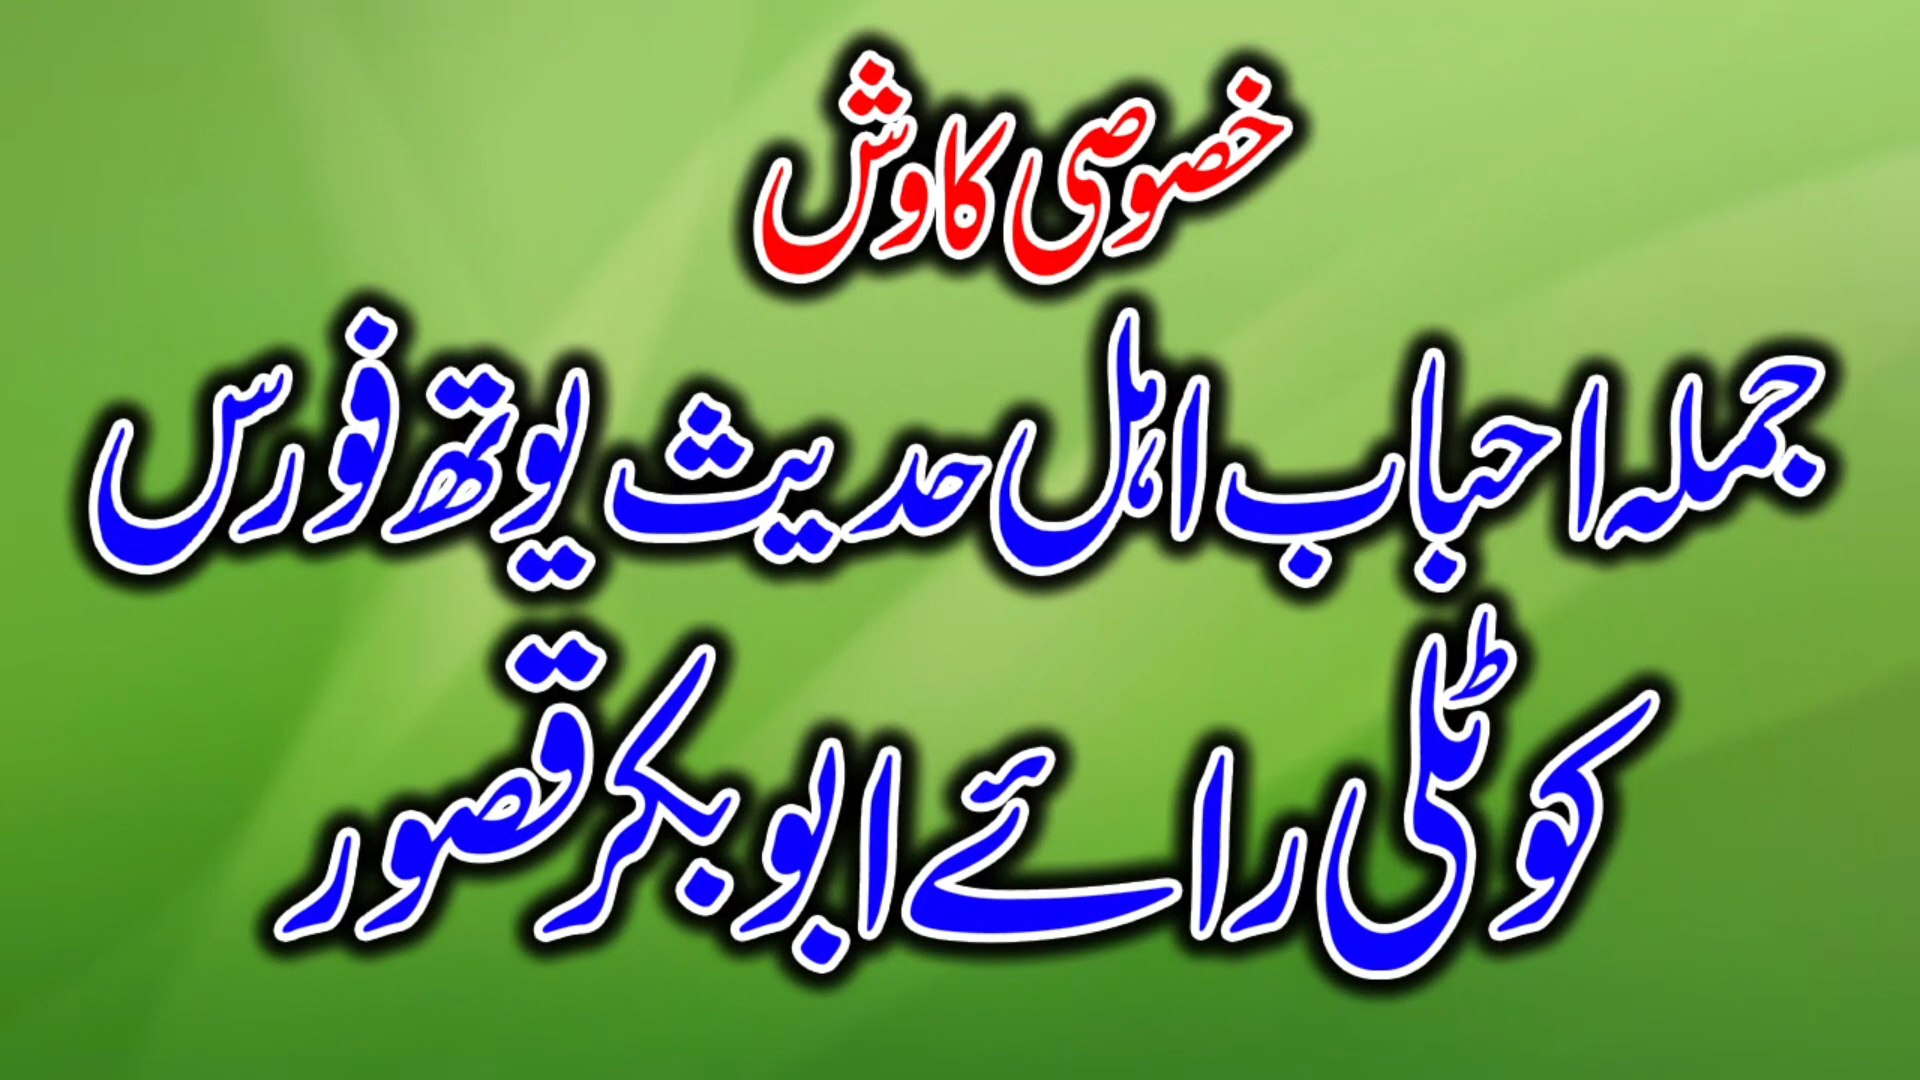 خصوصی کاوش
جملہ احباب اہل حدیث یوتھ فورس
کوٹلی رائے ابوبکر قصور